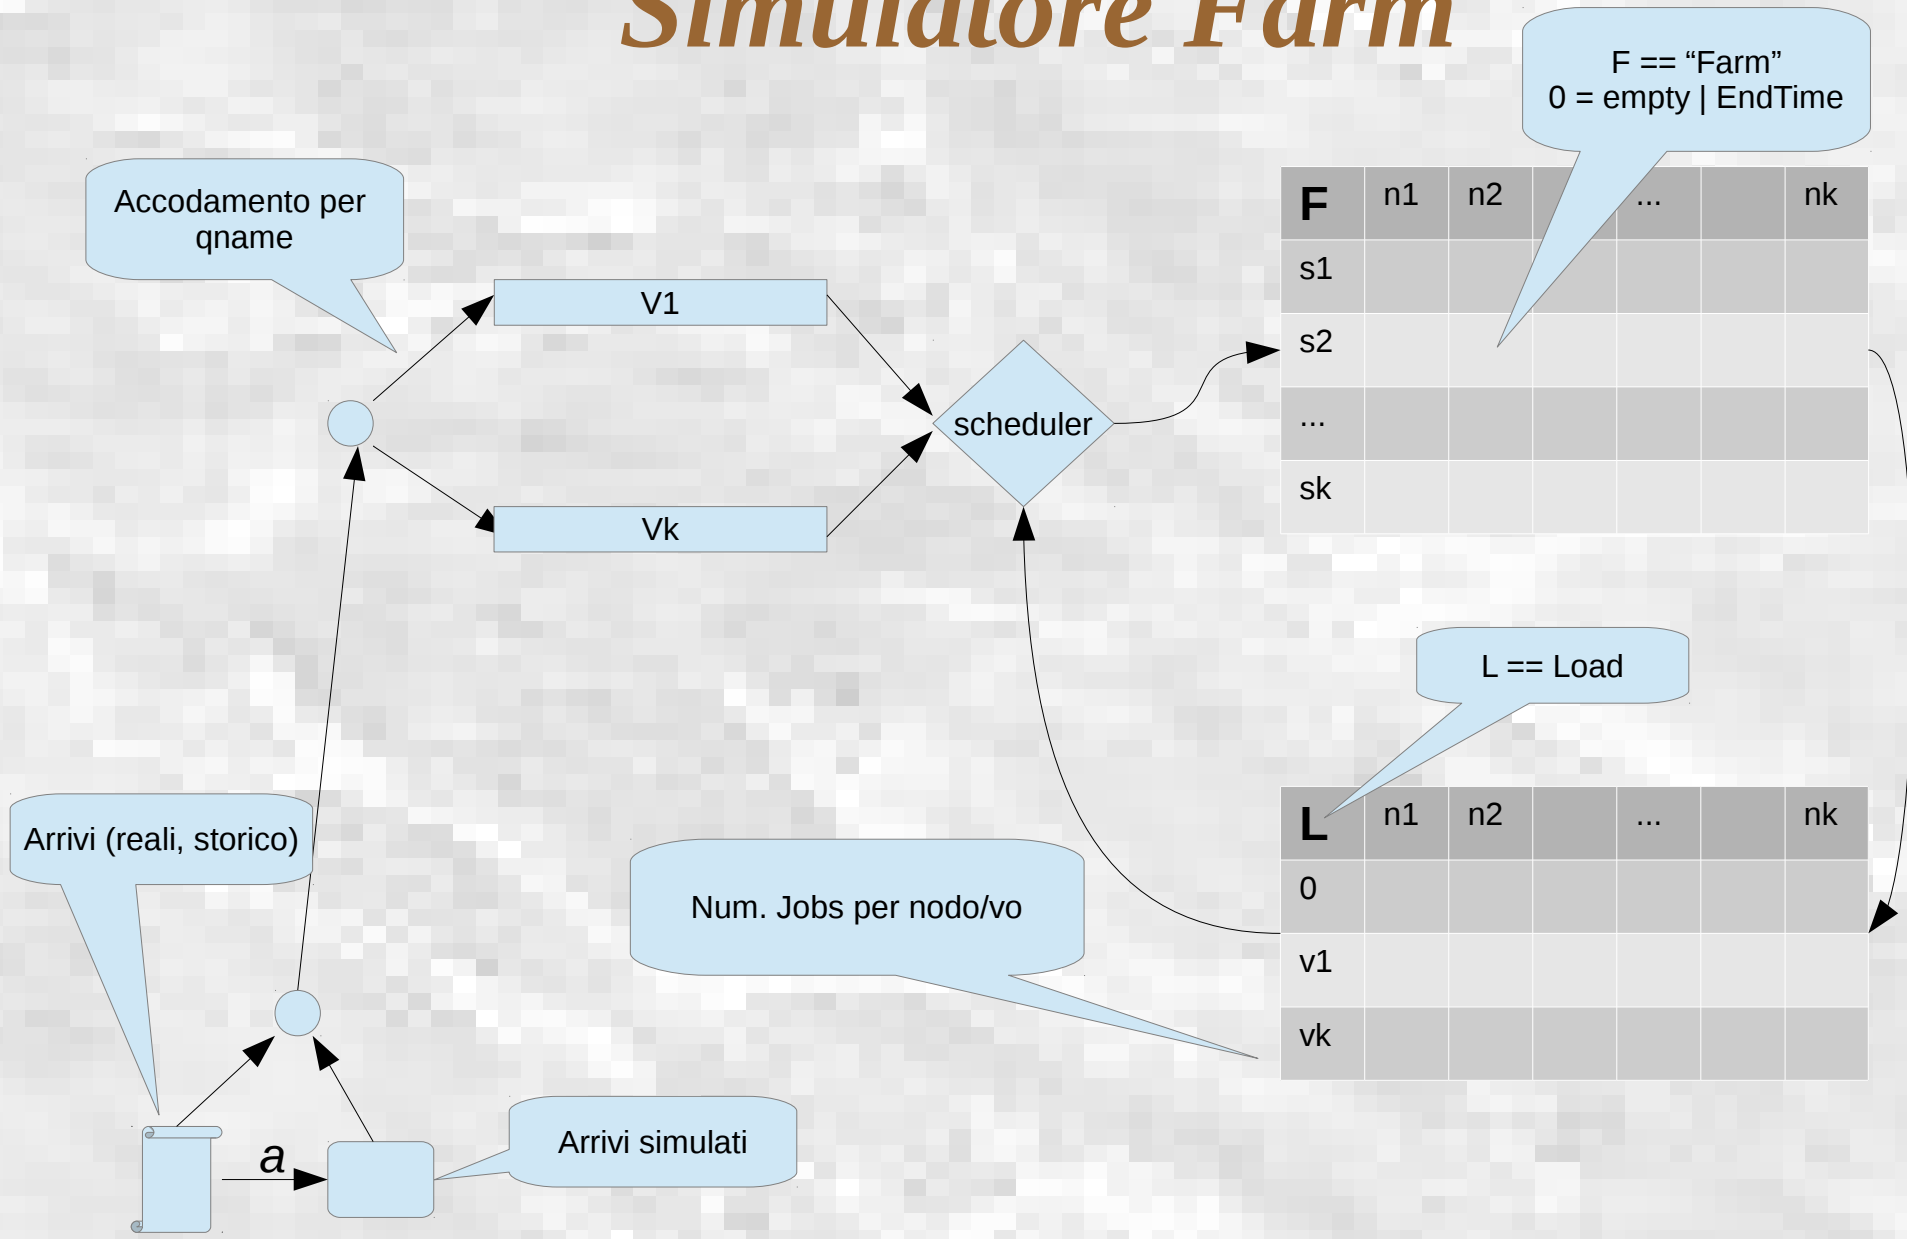 Simulatore Farm
F == “Farm”
0 = empty | EndTime
Accodamento per
qname
F n1 n2 ... nk
s1
s2
...
sk
V1
scheduler
Vk
L == Load
Arrivi (reali, storico)
Num. Jobs per nodo/vo
L n1 n2 ... nk
0
v1
vk
a
Arrivi simulati